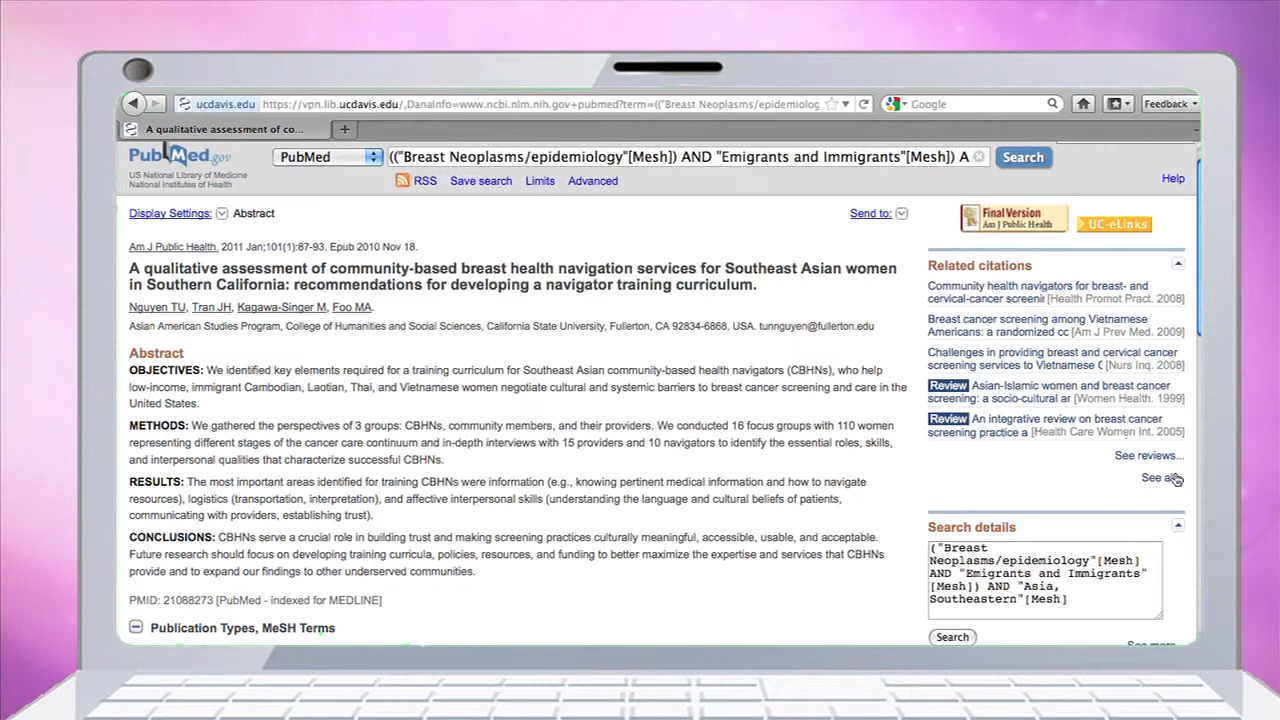 ucdavis.edu https://vpn.lib.ucdavis.edu/,DanaInfo=www.ncbi.nlm.nih.gov+pubmed?term=(("Breast Neoplasms/epidemiolog Google Feedback
A qualitative assessment of co... +
PubMed.gov PubMed (("Breast Neoplasms/epidemiology"[Mesh]) AND "Emigrants and Immigrants"[Mesh]) A Search
US National Library of Medicine
National Institutes of Health
RSS Save search Limits Advanced Help
Display Settings: Abstract Send to:
Final Version
Am J Public Health
UC-eLinks
Am J Public Health. 2011 Jan;101(1):87-93. Epub 2010 Nov 18.
A qualitative assessment of community-based breast health navigation services for Southeast Asian women
in Southern California: recommendations for developing a navigator training curriculum.
Nguyen TU, Tran JH, Kagawa-Singer M, Foo MA.
Asian American Studies Program, College of Humanities and Social Sciences, California State University, Fullerton, CA 92834-6868, USA. tunnguyen@fullerton.edu
Abstract
OBJECTIVES: We identified key elements required for a training curriculum for Southeast Asian community-based health navigators (CBHNs), who help
low-income, immigrant Cambodian, Laotian, Thai, and Vietnamese women negotiate cultural and systemic barriers to breast cancer screening and care in the
United States.
METHODS: We gathered the perspectives of 3 groups: CBHNs, community members, and their providers. We conducted 16 focus groups with 110 women
representing different stages of the cancer care continuum and in-depth interviews with 15 providers and 10 navigators to identify the essential roles, skills,
and interpersonal qualities that characterize successful CBHNs.
RESULTS: The most important areas identified for training CBHNs were information (e.g., knowing pertinent medical information and how to navigate
resources), logistics (transportation, interpretation), and affective interpersonal skills (understanding the language and cultural beliefs of patients,
communicating with providers, establishing trust).
CONCLUSIONS: CBHNs serve a crucial role in building trust and making screening practices culturally meaningful, accessible, usable, and acceptable.
Future research should focus on developing training curricula, policies, resources, and funding to better maximize the expertise and services that CBHNs
provide and to expand our findings to other underserved communities.
PMID: 21088273 [PubMed - indexed for MEDLINE]
Publication Types, MeSH Terms
Related citations
Community health navigators for breast- and
cervical-cancer screenin [Health Promot Pract. 2008]
Breast cancer screening among Vietnamese
Americans: a randomized cc [Am J Prev Med. 2009]
Challenges in providing breast and cervical cancer
screening services to Vietnamese C [Nurs Inq. 2008]
Review Asian-Islamic women and breast cancer
screening: a socio-cultural ar [Women Health. 1999]
Review An integrative review on breast cancer
screening practice a [Health Care Women Int. 2005]
See reviews...
See
Search details
("Breast
Neoplasms/epidemiology"[Mesh]
AND "Emigrants and Immigrants"
[Mesh]) AND "Asia,
Southeastern"[Mesh]
Search
See more